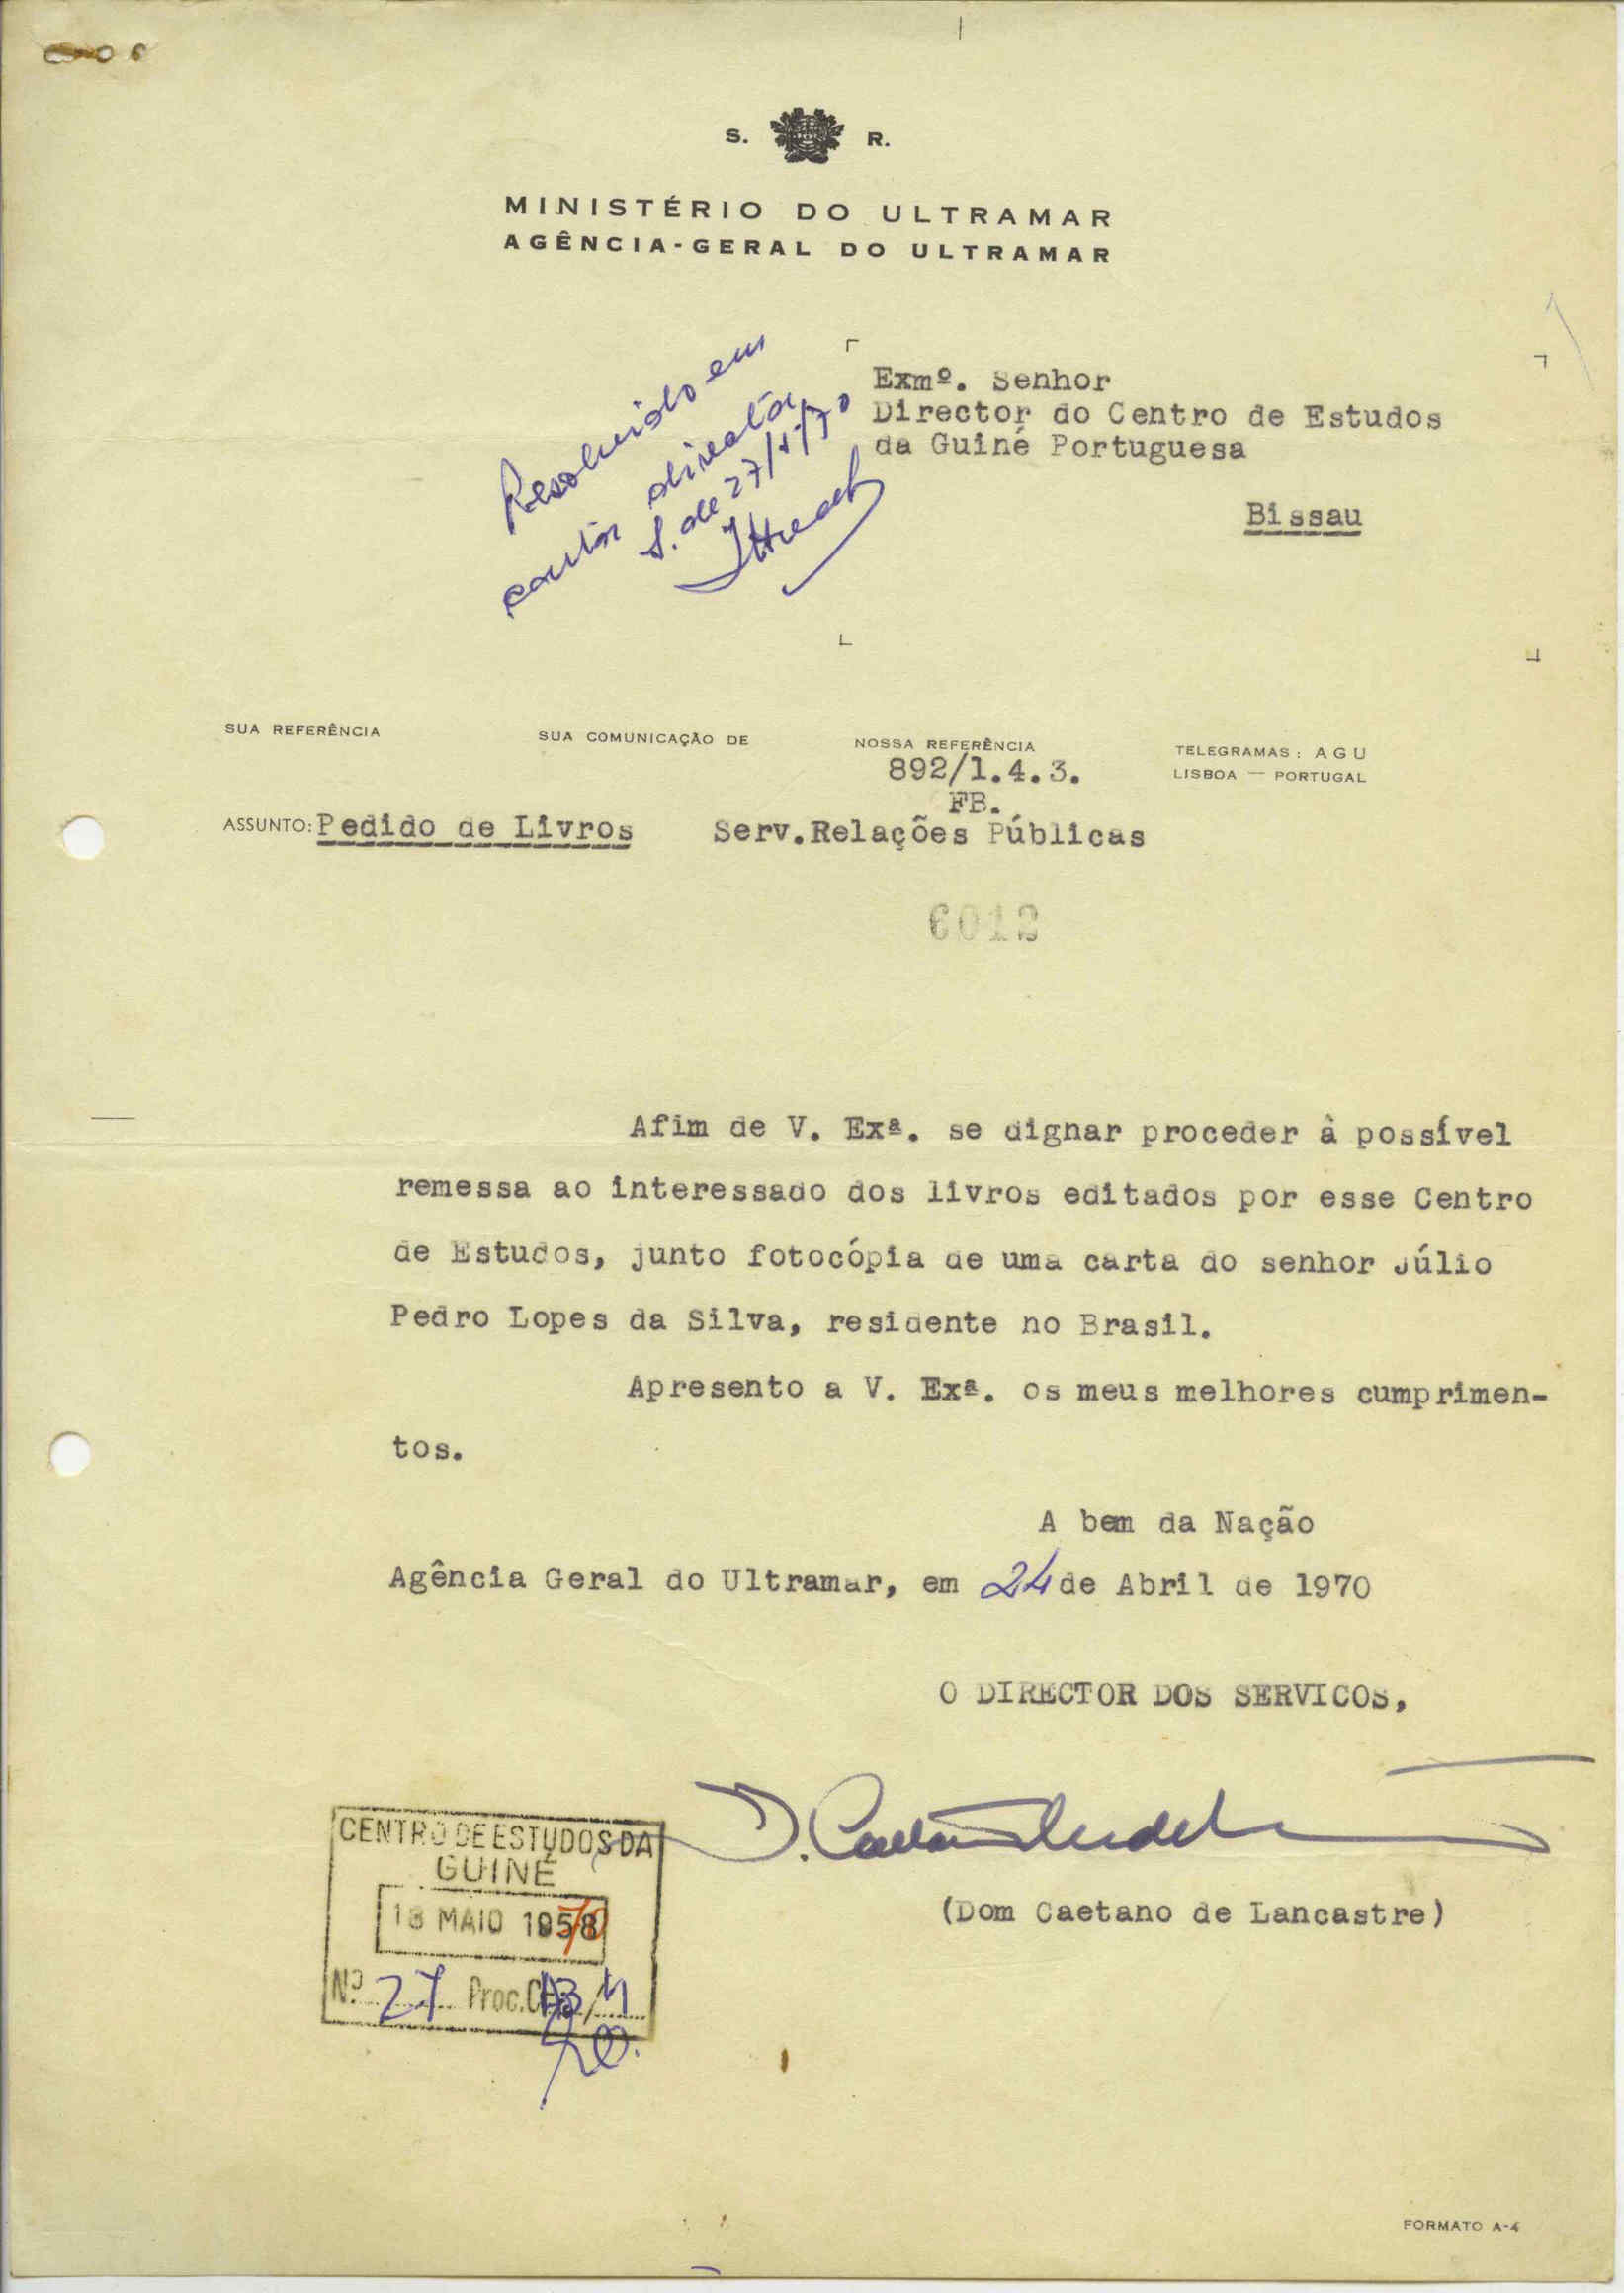 S. R.
MINISTÉRIO DO ULTRAMAR
AGÊNCIA-GERAL DO ULTRAMAR
Resolvido em
carta directa
S. de 27/5/70
Exmº. Senhor
Director do Centro de Estudos
da Guiné Portuguesa
Bissau
SUA REFERÊNCIA
SUA COMUNICAÇÃO DE
NOSSA REFERÊNCIA
892/1.4.3.
FB.
TELEGRAMAS: AGU
LISBOA — PORTUGAL
ASSUNTO: Pedido de Livros
Serv.Relações Públicas
6012
Afim de V. Exª. se dignar proceder à possível
remessa ao interessado dos livros editados por esse Centro
de Estudos, junto fotocópia de uma carta do senhor Júlio
Pedro Lopes da Silva, residente no Brasil.
Apresento a V. Exª. os meus melhores cumprimen-
tos.
A bem da Nação
Agência Geral do Ultramar, em 24 de Abril de 1970
O DIRECTOR DOS SERVICOS,
(Dom Caetano de Lancastre)
CENTRO DE ESTUDOS DA
GUINÉ
18 MAIO 1958 70
Nº 27 Proc.
FORMATO A-4